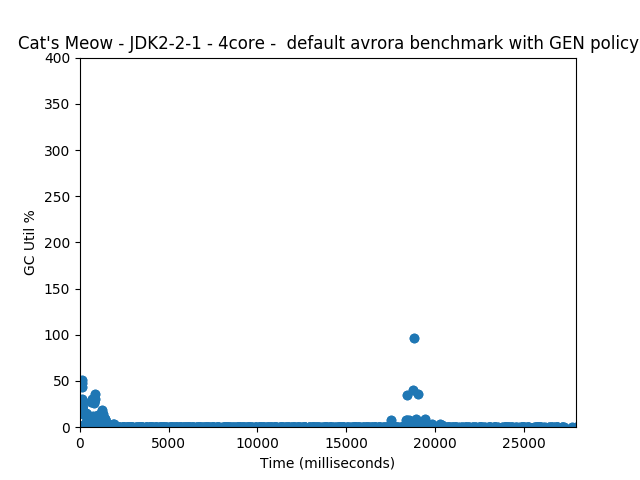 Cat's Meow - JDK2-2-1 - 4core -  default avrora benchmark with GEN policy
400
350
300
250
200
150
100
50
0
GC Util %
0 5000 10000 15000 20000 25000
Time (milliseconds)